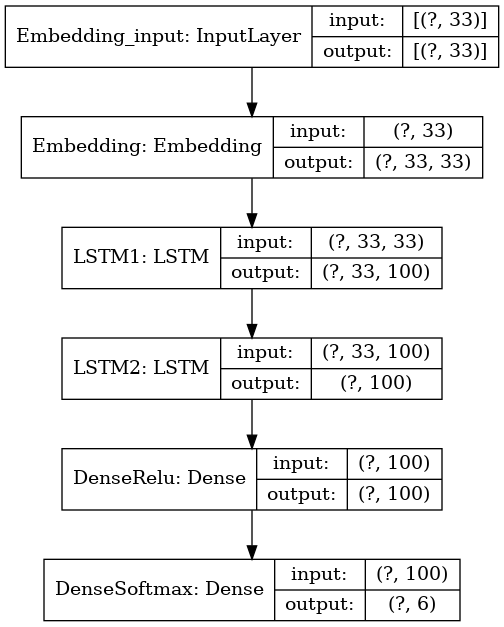 Embedding_input: InputLayer
input: [(?, 33)]
output: [(?, 33)]
Embedding: Embedding
input: (?, 33)
output: (?, 33, 33)
LSTM1: LSTM
input: (?, 33, 33)
output: (?, 33, 100)
LSTM2: LSTM
input: (?, 33, 100)
output: (?, 100)
DenseRelu: Dense
input: (?, 100)
output: (?, 100)
DenseSoftmax: Dense
input: (?, 100)
output: (?, 6)